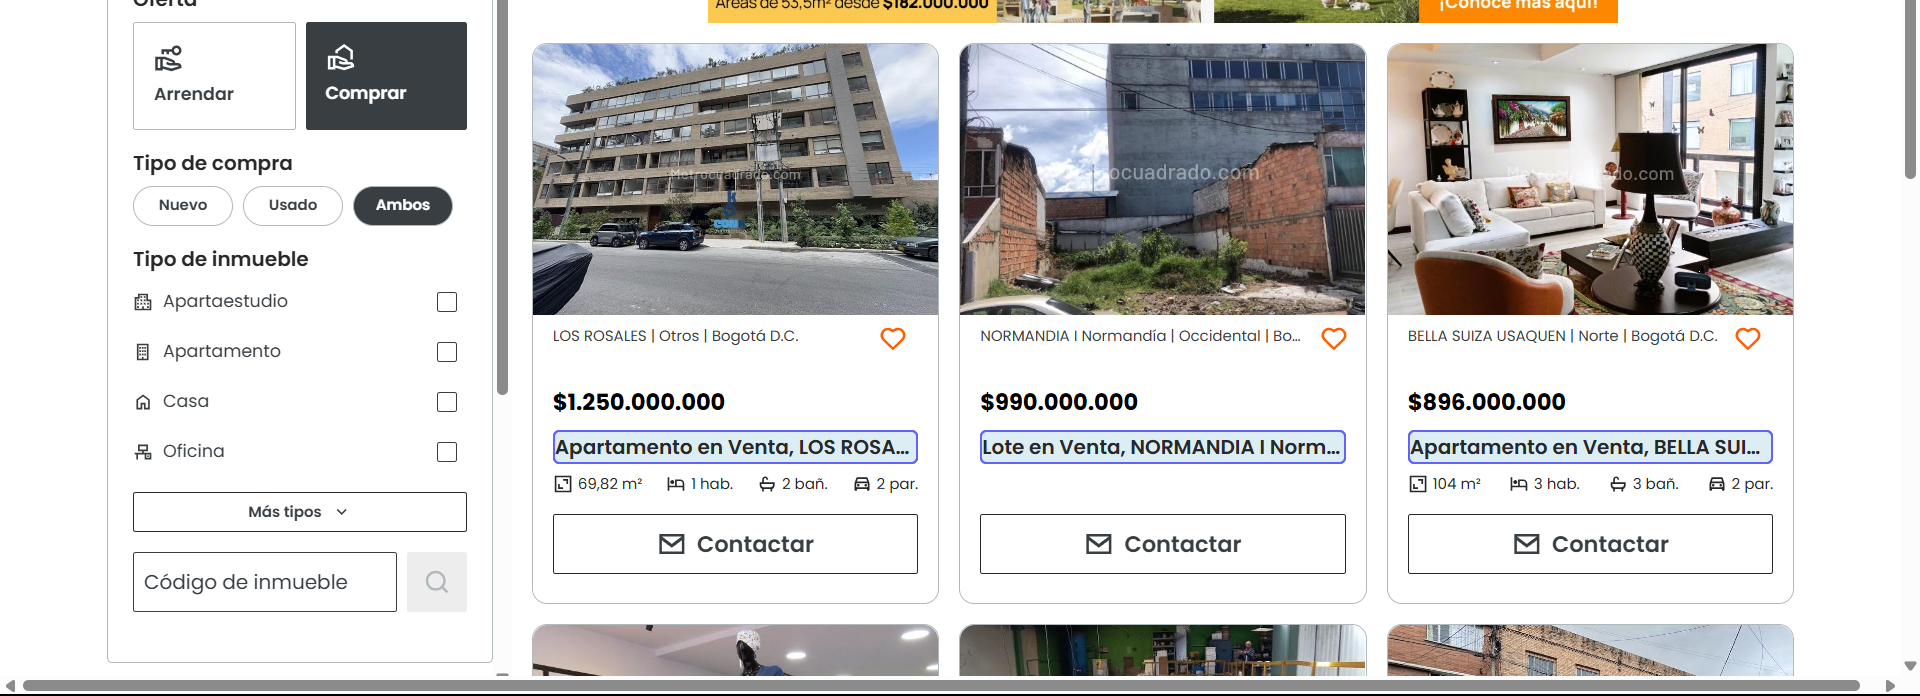 Oferta
Arrendar
Comprar
Tipo de compra
Nuevo
Usado
Ambos
Tipo de inmueble
Apartaestudio
Apartamento
Casa
Oficina
Más tipos
Código de inmueble
Áreas de 53,5m² desde $182.000.000
¡Conoce más aquí!
Metrocuadrado.com
LOS ROSALES | Otros | Bogotá D.C.
$1.250.000.000
Apartamento en Venta, LOS ROSA...
69,82 m² 1 hab. 2 bañ. 2 par.
Contactar
Metrocuadrado.com
NORMANDIA I Normandía | Occidental | Bo...
$990.000.000
Lote en Venta, NORMANDIA I Norm...
Contactar
Metrocuadrado.com
BELLA SUIZA USAQUEN | Norte | Bogotá D.C.
$896.000.000
Apartamento en Venta, BELLA SUI...
104 m² 3 hab. 3 bañ. 2 par.
Contactar